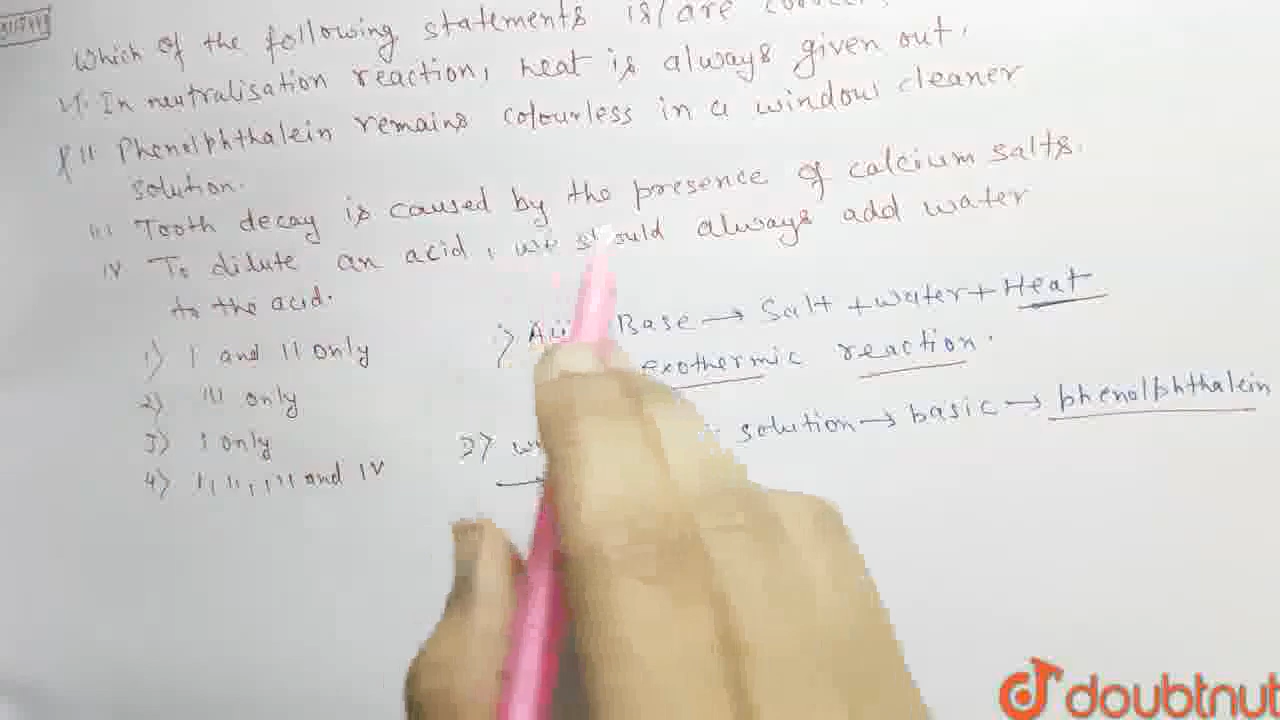 Which of the following statements is/are
I. In neutralisation reaction, heat is always given out.
II Phenolphthalein remains colourless in a window cleaner
solution.
III Tooth decay is caused by the presence of calcium salts.
IV To dilute an acid, we should always add water
to the acid.
1) I and II only
2) III only
3) I only
4) I, II, III and IV
1) Base → Salt + water + Heat
exothermic reaction.
2) solution → basic → phenolphthalein
→
doubtnut